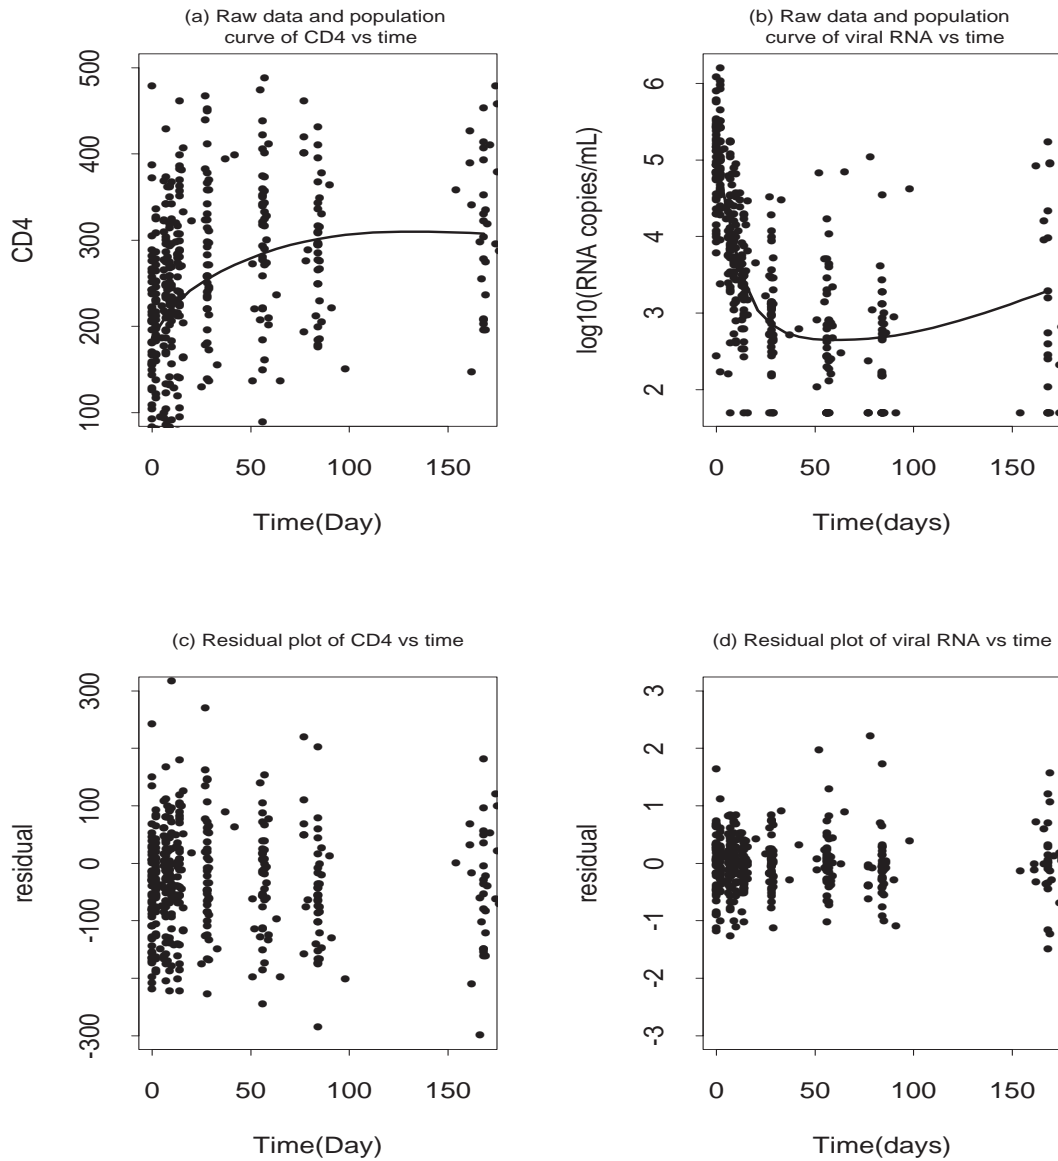 (a) Raw data and population
curve of CD4 vs time
CD4
500
400
300
200
100
0
50
100
150
Time(Day)
(b) Raw data and population
curve of viral RNA vs time
log10(RNA copies/mL)
6
5
4
3
2
0
50
100
150
Time(days)
(c) Residual plot of CD4 vs time
residual
300
100
0
-100
-300
0
50
100
150
Time(Day)
(d) Residual plot of viral RNA vs time
residual
3
2
1
0
-1
-2
-3
0
50
100
150
Time(days)